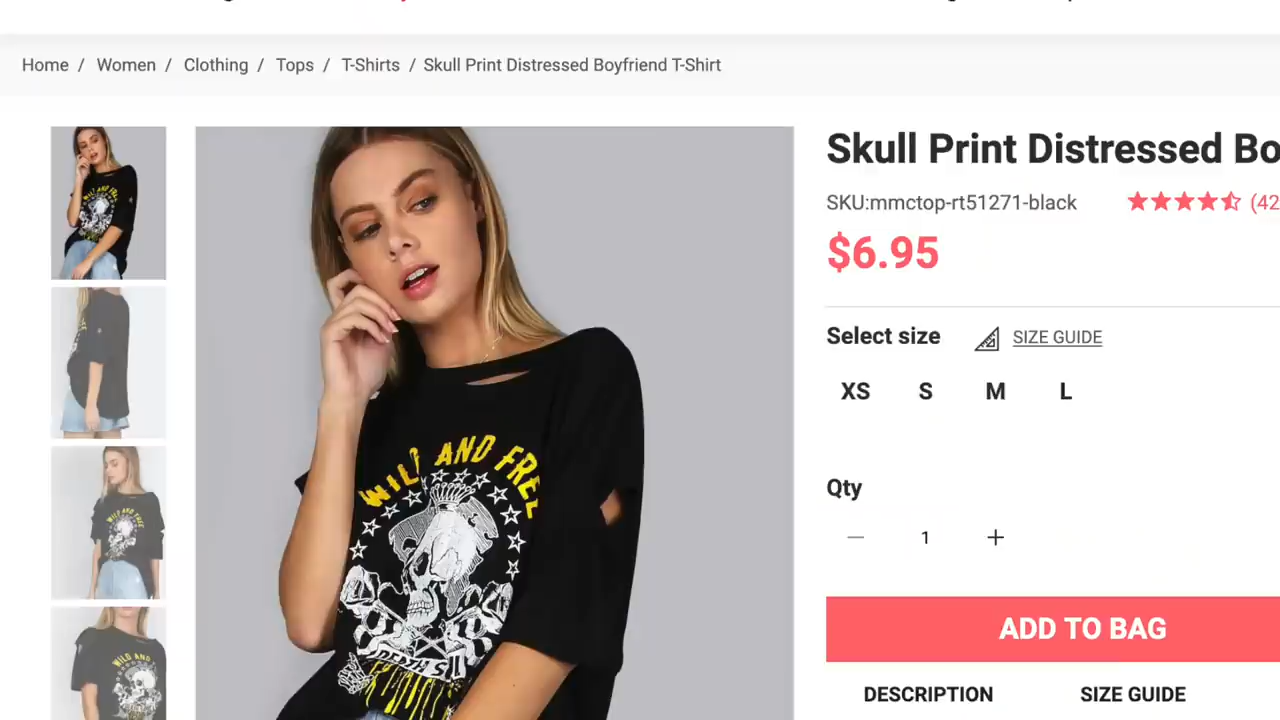 Home / Women / Clothing / Tops / T-Shirts / Skull Print Distressed Boyfriend T-Shirt
Skull Print Distressed Bo
SKU:mmctop-rt51271-black (42
$6.95
Select size SIZE GUIDE
XS S M L
Qty
1
ADD TO BAG
DESCRIPTION SIZE GUIDE
WILD AND FREE